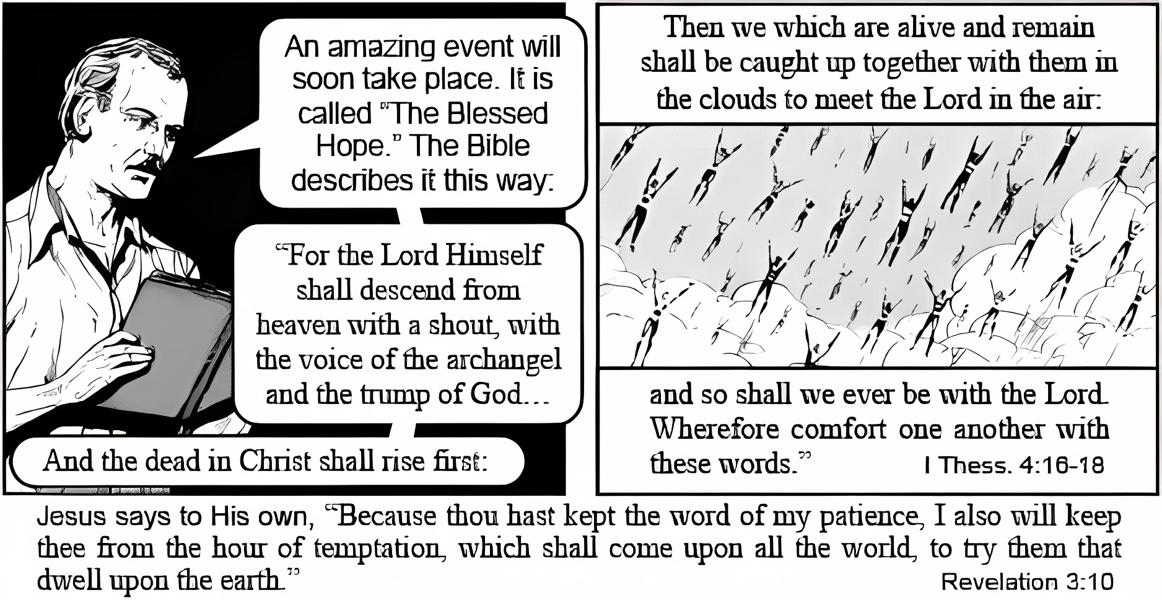 An amazing event will
soon take place. It is
called "The Blessed
Hope." The Bible
describes it this way:
“For the Lord Himself
shall descend from
heaven with a shout, with
the voice of the archangel
and the trump of God...
And the dead in Christ shall rise first:
Then we which are alive and remain
shall be caught up together with them in
the clouds to meet the Lord in the air:
and so shall we ever be with the Lord.
Wherefore comfort one another with
these words.” I Thess. 4:16-18
Jesus says to His own, “Because thou hast kept the word of my patience, I also will keep
thee from the hour of temptation, which shall come upon all the world, to try them that
dwell upon the earth.” Revelation 3:10